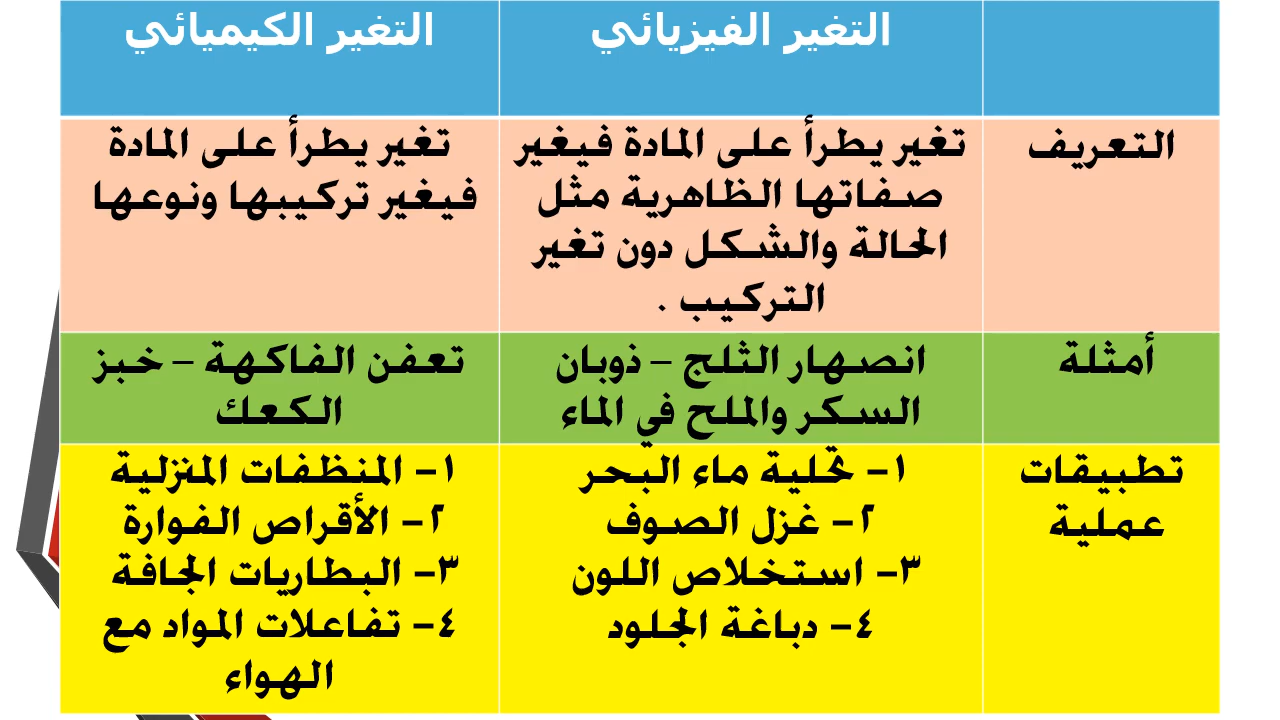 التغير الفيزيائي
التغير الكيميائي
التعريف
تغير يطرأ على المادة فيغير
صفاتها الظاهرية مثل
الحالة والشكل دون تغير
التركيب .
تغير يطرأ على المادة
فيغير تركيبها ونوعها
أمثلة
انصهار الثلج – ذوبان
السكر والملح في الماء
تعفن الفاكهة – خبز
الكعك
تطبيقات
عملية
١- تحلية ماء البحر
٢- غزل الصوف
٣- استخلاص اللون
٤- دباغة الجلود
١- المنظفات المنزلية
٢- الأقراص الفوارة
٣- البطاريات الجافة
٤- تفاعلات المواد مع
الهواء